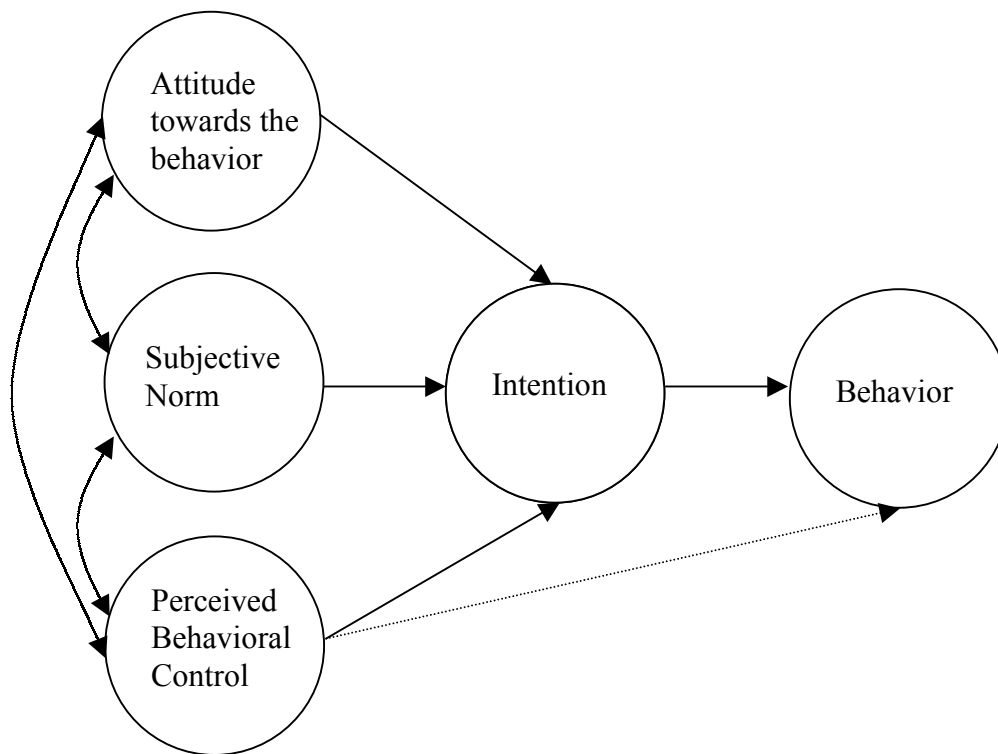 Attitude
towards the
behavior
Subjective
Norm
Intention
Behavior
Perceived
Behavioral
Control